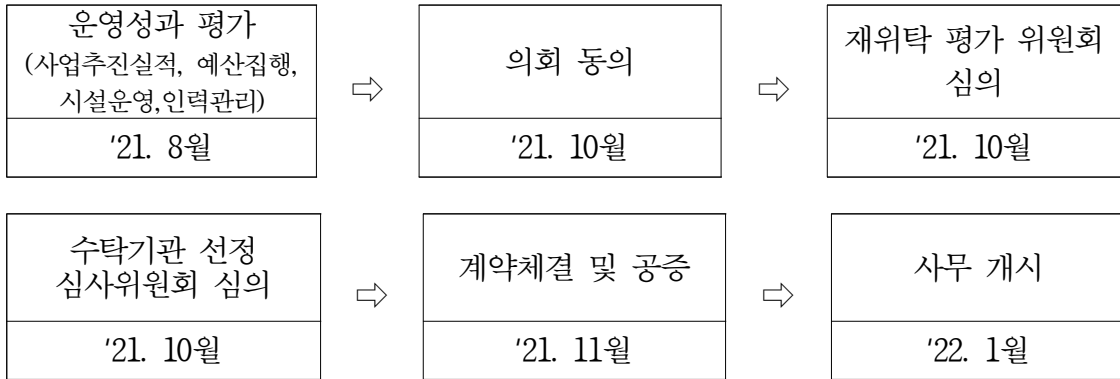 운영성과 평가
(사업추진실적, 예산집행,
시설운영,인력관리)
'21. 8월
⇨
의회 동의
'21. 10월
⇨
재위탁 평가 위원회
심의
'21. 10월
수탁기관 선정
심사위원회 심의
'21. 10월
⇨
계약체결 및 공증
'21. 11월
⇨
사무 개시
'22. 1월